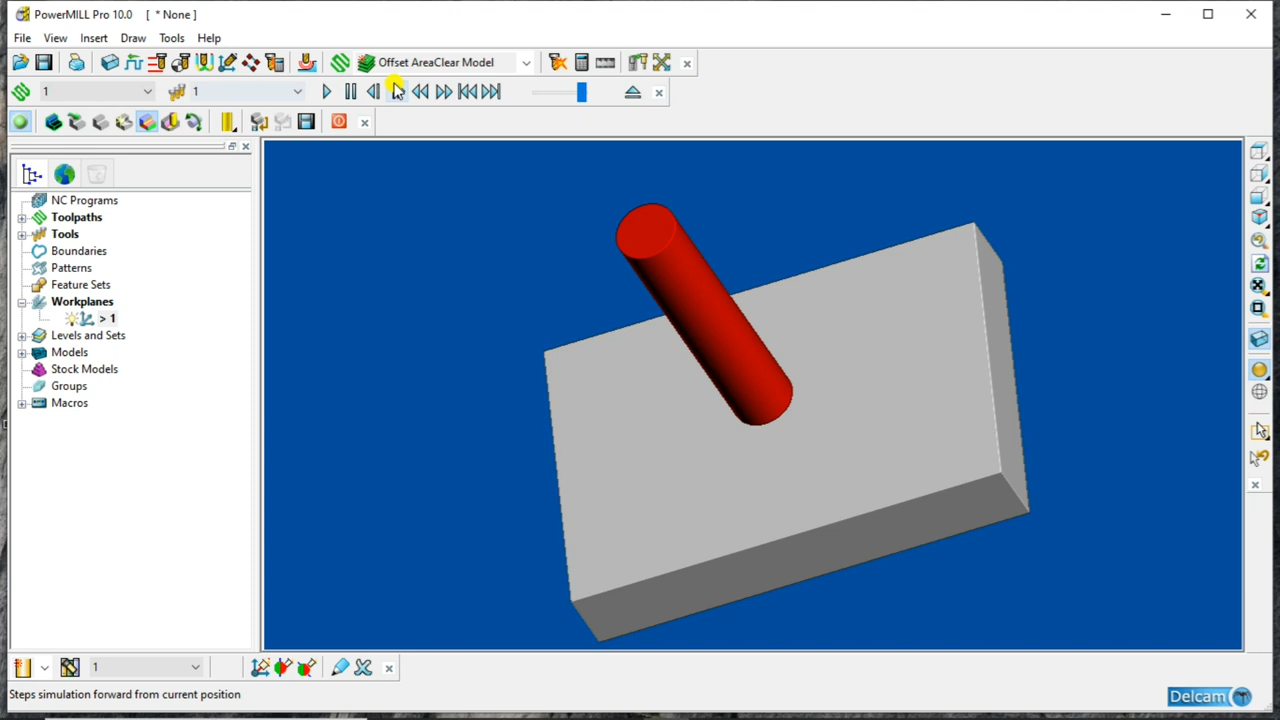 PowerMILL Pro 10.0 [ * None ]
File View Insert Draw Tools Help
Offset AreaClear Model
1 1
NC Programs
Toolpaths
Tools
Boundaries
Patterns
Feature Sets
Workplanes
> 1
Levels and Sets
Models
Stock Models
Groups
Macros
1
Steps simulation forward from current position
Delcam